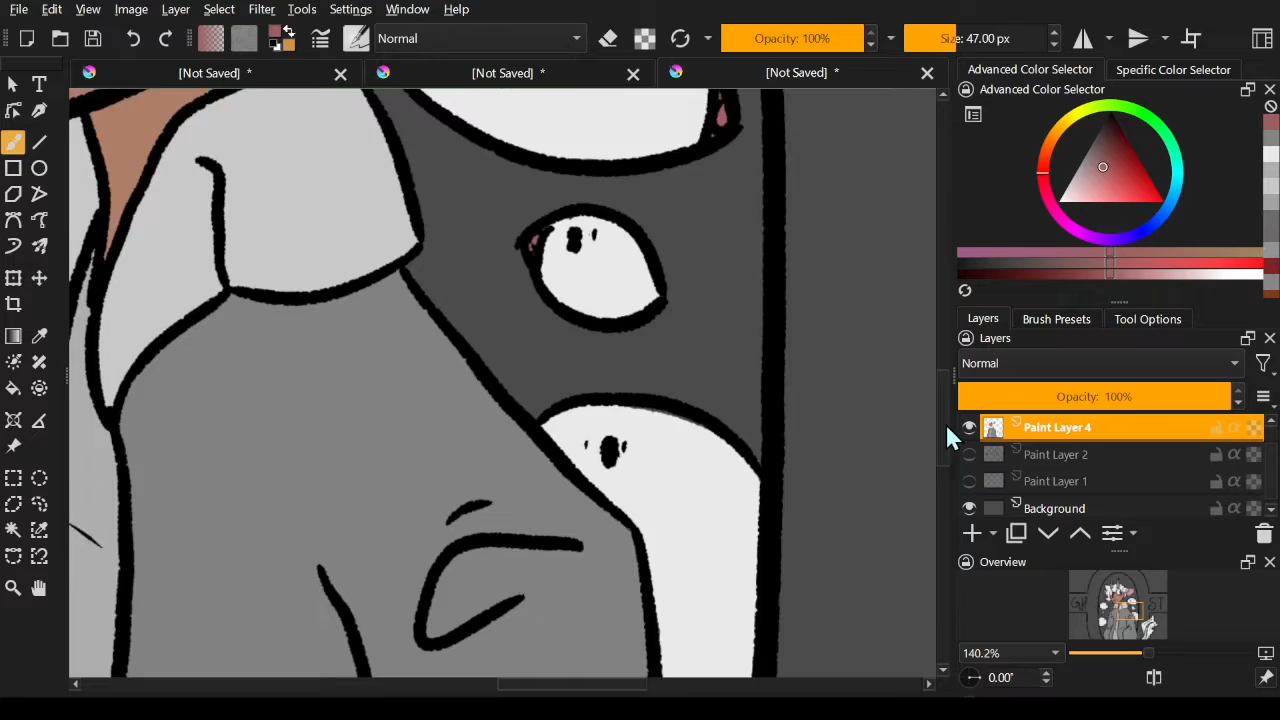 File Edit View Image Layer Select Filter Tools Settings Window Help
Normal
Opacity: 100%
Size: 47.00 px
[Not Saved] *
[Not Saved] *
[Not Saved] *
Advanced Color Selector
Specific Color Selector
Advanced Color Selector
Layers
Brush Presets
Tool Options
Layers
Normal
Opacity: 100%
Paint Layer 4
Paint Layer 2
Paint Layer 1
Background
Overview
140.2%
0.00°